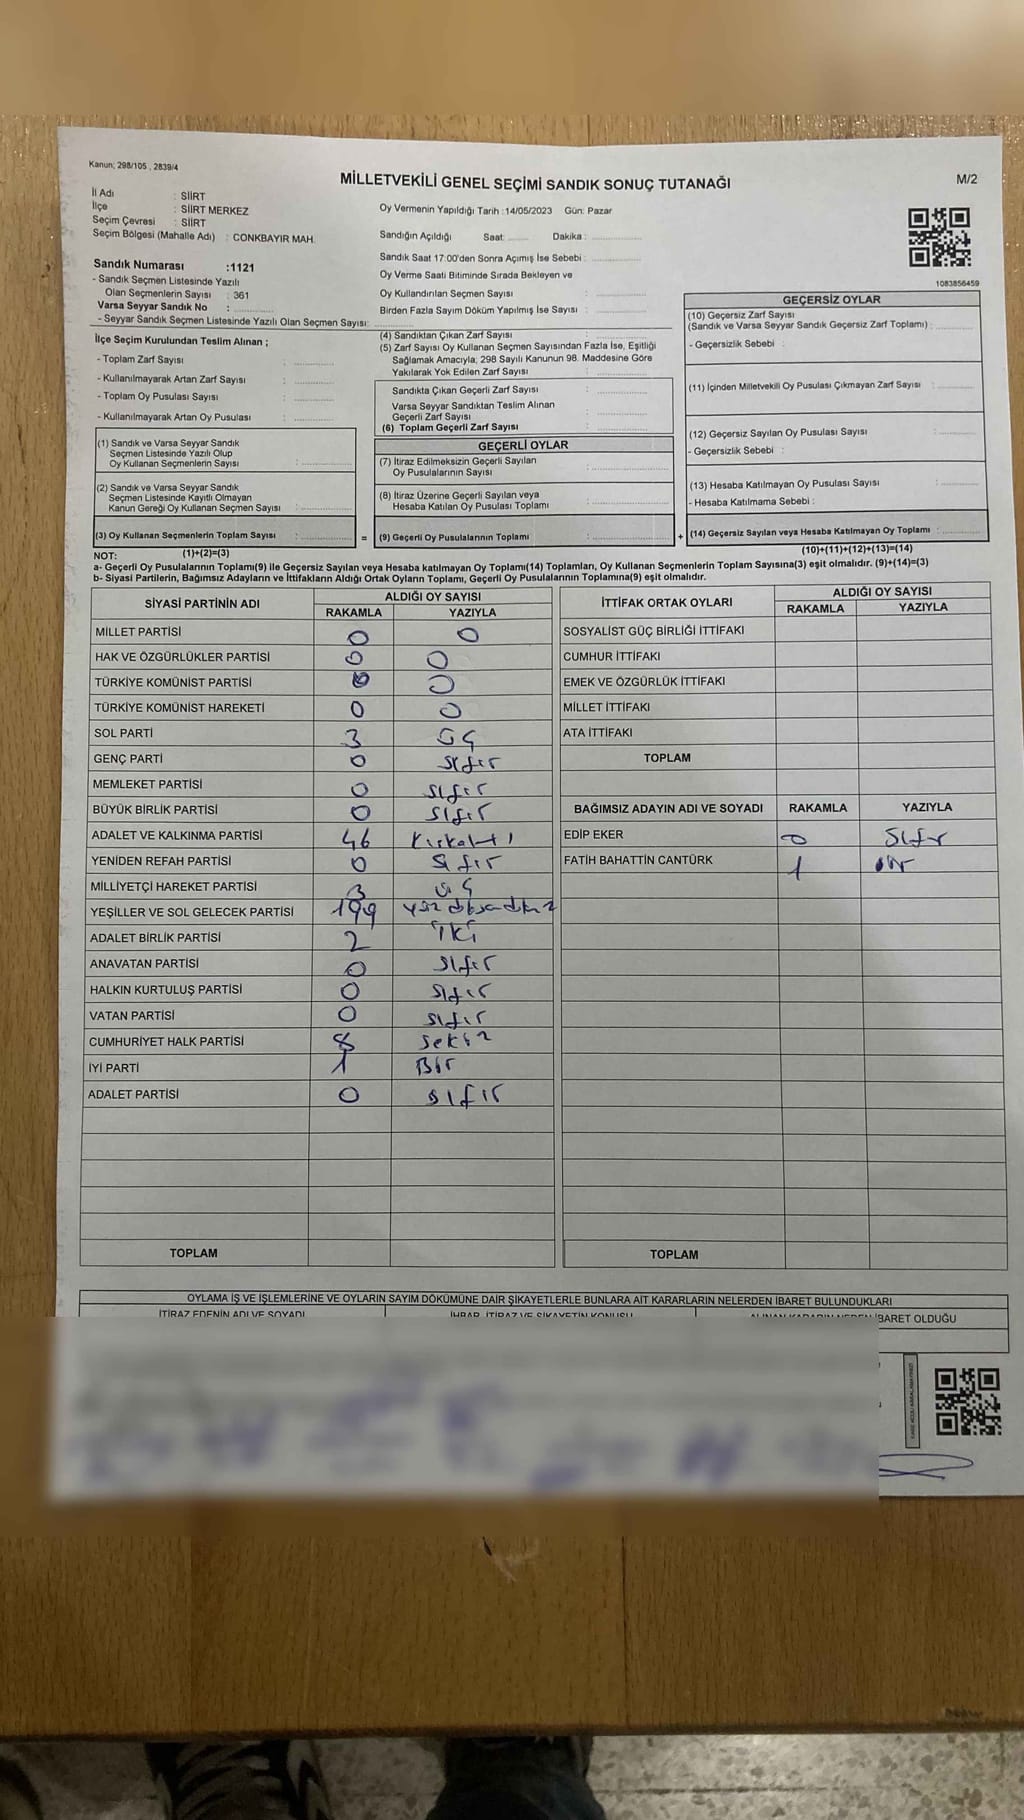 Kanun; 298/105 , 2839/4
MİLLETVEKİLİ GENEL SEÇİMİ SANDIK SONUÇ TUTANAĞI
M/2
İl Adı : SİİRT
İlçe : SİİRT MERKEZ
Seçim Çevresi : SİİRT
Seçim Bölgesi (Mahalle Adı) : CONKBAYIR MAH.
Sandık Numarası :1121
- Sandık Seçmen Listesinde Yazılı
Olan Seçmenlerin Sayısı : 361
Varsa Seyyar Sandık No :
- Seyyar Sandık Seçmen Listesinde Yazılı Olan Seçmen Sayısı:
Oy Vermenin Yapıldığı Tarih :14/05/2023 Gün: Pazar
Sandığın Açıldığı Saat: Dakika :
Sandık Saat 17:00'den Sonra Açımış İse Sebebi :
Oy Verme Saati Bitiminde Sırada Bekleyen ve
Oy Kullandırılan Seçmen Sayısı :
Birden Fazla Sayım Döküm Yapılmış İse Sayısı :
1083856459
İlçe Seçim Kurulundan Teslim Alınan ;
- Toplam Zarf Sayısı :
- Kullanılmayarak Artan Zarf Sayısı :
- Toplam Oy Pusulası Sayısı :
- Kullanılmayarak Artan Oy Pusulası :
(1) Sandık ve Varsa Seyyar Sandık
Seçmen Listesinde Yazılı Olup
Oy Kullanan Seçmenlerin Sayısı :
(2) Sandık ve Varsa Seyyar Sandık
Seçmen Listesinde Kayıtlı Olmayan
Kanun Gereği Oy Kullanan Seçmen Sayısı :
(3) Oy Kullanan Seçmenlerin Toplam Sayısı : =
(4) Sandıktan Çıkan Zarf Sayısı :
(5) Zarf Sayısı Oy Kullanan Seçmen Sayısından Fazla İse, Eşitliği
Sağlamak Amacıyla; 298 Sayılı Kanunun 98. Maddesine Göre
Yakılarak Yok Edilen Zarf Sayısı :
Sandıkta Çıkan Geçerli Zarf Sayısı :
Varsa Seyyar Sandıktan Teslim Alınan
Geçerli Zarf Sayısı :
(6) Toplam Geçerli Zarf Sayısı :
GEÇERLİ OYLAR
(7) İtiraz Edilmeksizin Geçerli Sayılan
Oy Pusulalarının Sayısı :
(8) İtiraz Üzerine Geçerli Sayılan veya
Hesaba Katılan Oy Pusulası Toplamı :
(9) Geçerli Oy Pusulalarının Toplamı : +
GEÇERSİZ OYLAR
(10) Geçersiz Zarf Sayısı
(Sandık ve Varsa Seyyar Sandık Geçersiz Zarf Toplamı) :
- Geçersizlik Sebebi :
(11) İçinden Milletvekili Oy Pusulası Çıkmayan Zarf Sayısı :
(12) Geçersiz Sayılan Oy Pusulası Sayısı :
- Geçersizlik Sebebi :
(13) Hesaba Katılmayan Oy Pusulası Sayısı :
- Hesaba Katılmama Sebebi :
(14) Geçersiz Sayılan veya Hesaba Katılmayan Oy Toplamı :
NOT: (1)+(2)=(3) (10)+(11)+(12)+(13)=(14)
a- Geçerli Oy Pusulalarının Toplamı(9) ile Geçersiz Sayılan veya Hesaba katılmayan Oy Toplamı(14) Toplamları, Oy Kullanan Seçmenlerin Toplam Sayısına(3) eşit olmalıdır. (9)+(14)=(3)
b- Siyasi Partilerin, Bağımsız Adayların ve İttifakların Aldığı Ortak Oyların Toplamı, Geçerli Oy Pusulalarının Toplamına(9) eşit olmalıdır.
SİYASİ PARTİNİN ADI ALDIĞI OY SAYISI
RAKAMLA YAZIYLA
MİLLET PARTİSİ 0 0
HAK VE ÖZGÜRLÜKLER PARTİSİ 0 0
TÜRKİYE KOMÜNİST PARTİSİ 0 0
TÜRKİYE KOMÜNİST HAREKETİ 0 0
SOL PARTİ 3 üç
GENÇ PARTİ 0 sıfır
MEMLEKET PARTİSİ 0 sıfır
BÜYÜK BİRLİK PARTİSİ 0 sıfır
ADALET VE KALKINMA PARTİSİ 46 kırkaltı
YENİDEN REFAH PARTİSİ 0 sıfır
MİLLİYETÇİ HAREKET PARTİSİ 3 üç
YEŞİLLER VE SOL GELECEK PARTİSİ 199
ADALET BİRLİK PARTİSİ 2 iki
ANAVATAN PARTİSİ 0 sıfır
HALKIN KURTULUŞ PARTİSİ 0 sıfır
VATAN PARTİSİ 0 sıfır
CUMHURİYET HALK PARTİSİ 8 sekiz
İYİ PARTİ 1 Bir
ADALET PARTİSİ 0 sıfır
TOPLAM
İTTİFAK ORTAK OYLARI ALDIĞI OY SAYISI
RAKAMLA YAZIYLA
SOSYALİST GÜÇ BİRLİĞİ İTTİFAKI
CUMHUR İTTİFAKI
EMEK VE ÖZGÜRLÜK İTTİFAKI
MİLLET İTTİFAKI
ATA İTTİFAKI
TOPLAM
BAĞIMSIZ ADAYIN ADI VE SOYADI RAKAMLA YAZIYLA
EDİP EKER 0 Sıfır
FATİH BAHATTİN CANTÜRK 1 bir
TOPLAM
OYLAMA İŞ VE İŞLEMLERİNE VE OYLARIN SAYIM DÖKÜMÜNE DAİR ŞİKAYETLERLE BUNLARA AİT KARARLARIN NELERDEN İBARET BULUNDUKLARI
İTİRAZ EDENİN ADI VE SOYADI İHBAR, İTİRAZ VE ŞİKAYETİN KONUSU ALINAN KARARIN NEDEN İBARET OLDUĞU